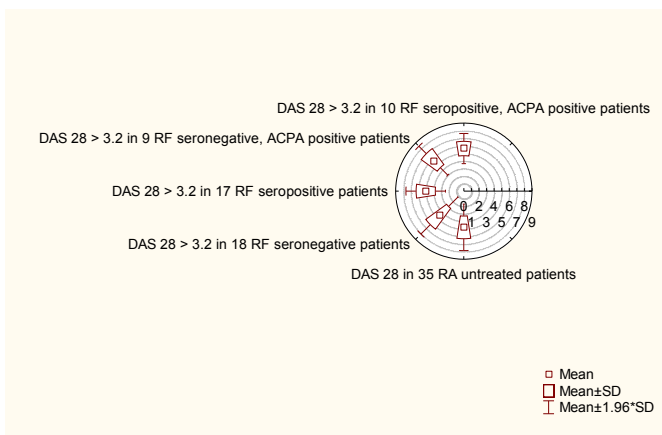 DAS 28 > 3.2 in 10 RF seropositive, ACPA positive patients
DAS 28 > 3.2 in 9 RF seronegative, ACPA positive patients
DAS 28 > 3.2 in 17 RF seropositive patients
0 2 4 6 8
1 3 5 7 9
DAS 28 > 3.2 in 18 RF seronegative patients
DAS 28 in 35 RA untreated patients
Mean
Mean±SD
Mean±1.96*SD